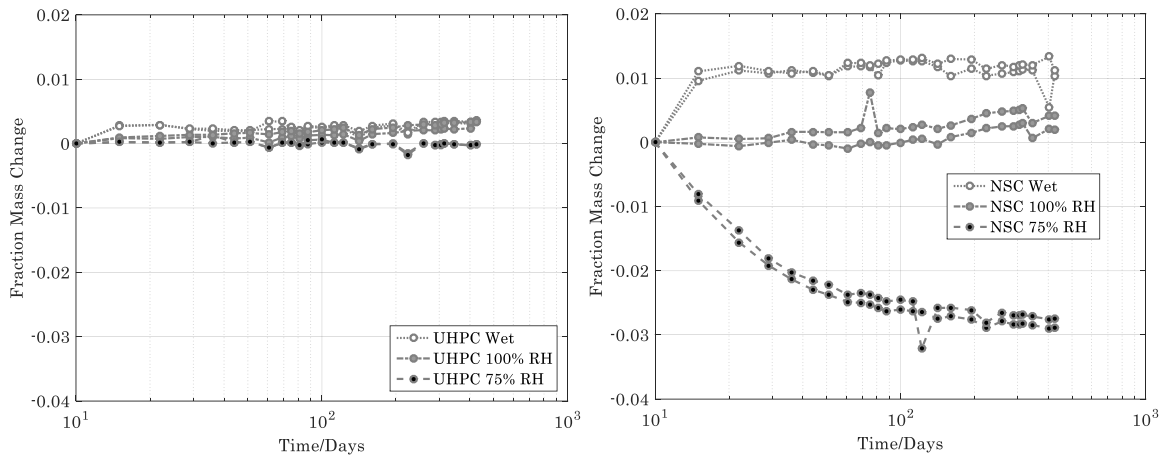 0.02
0.01
0
-0.01
-0.02
-0.03
-0.04
Fraction Mass Change
10^1
10^2
10^3
Time/Days
UHPC Wet
UHPC 100% RH
UHPC 75% RH
0.02
0.01
0
-0.01
-0.02
-0.03
-0.04
Fraction Mass Change
10^1
10^2
10^3
Time/Days
NSC Wet
NSC 100% RH
NSC 75% RH